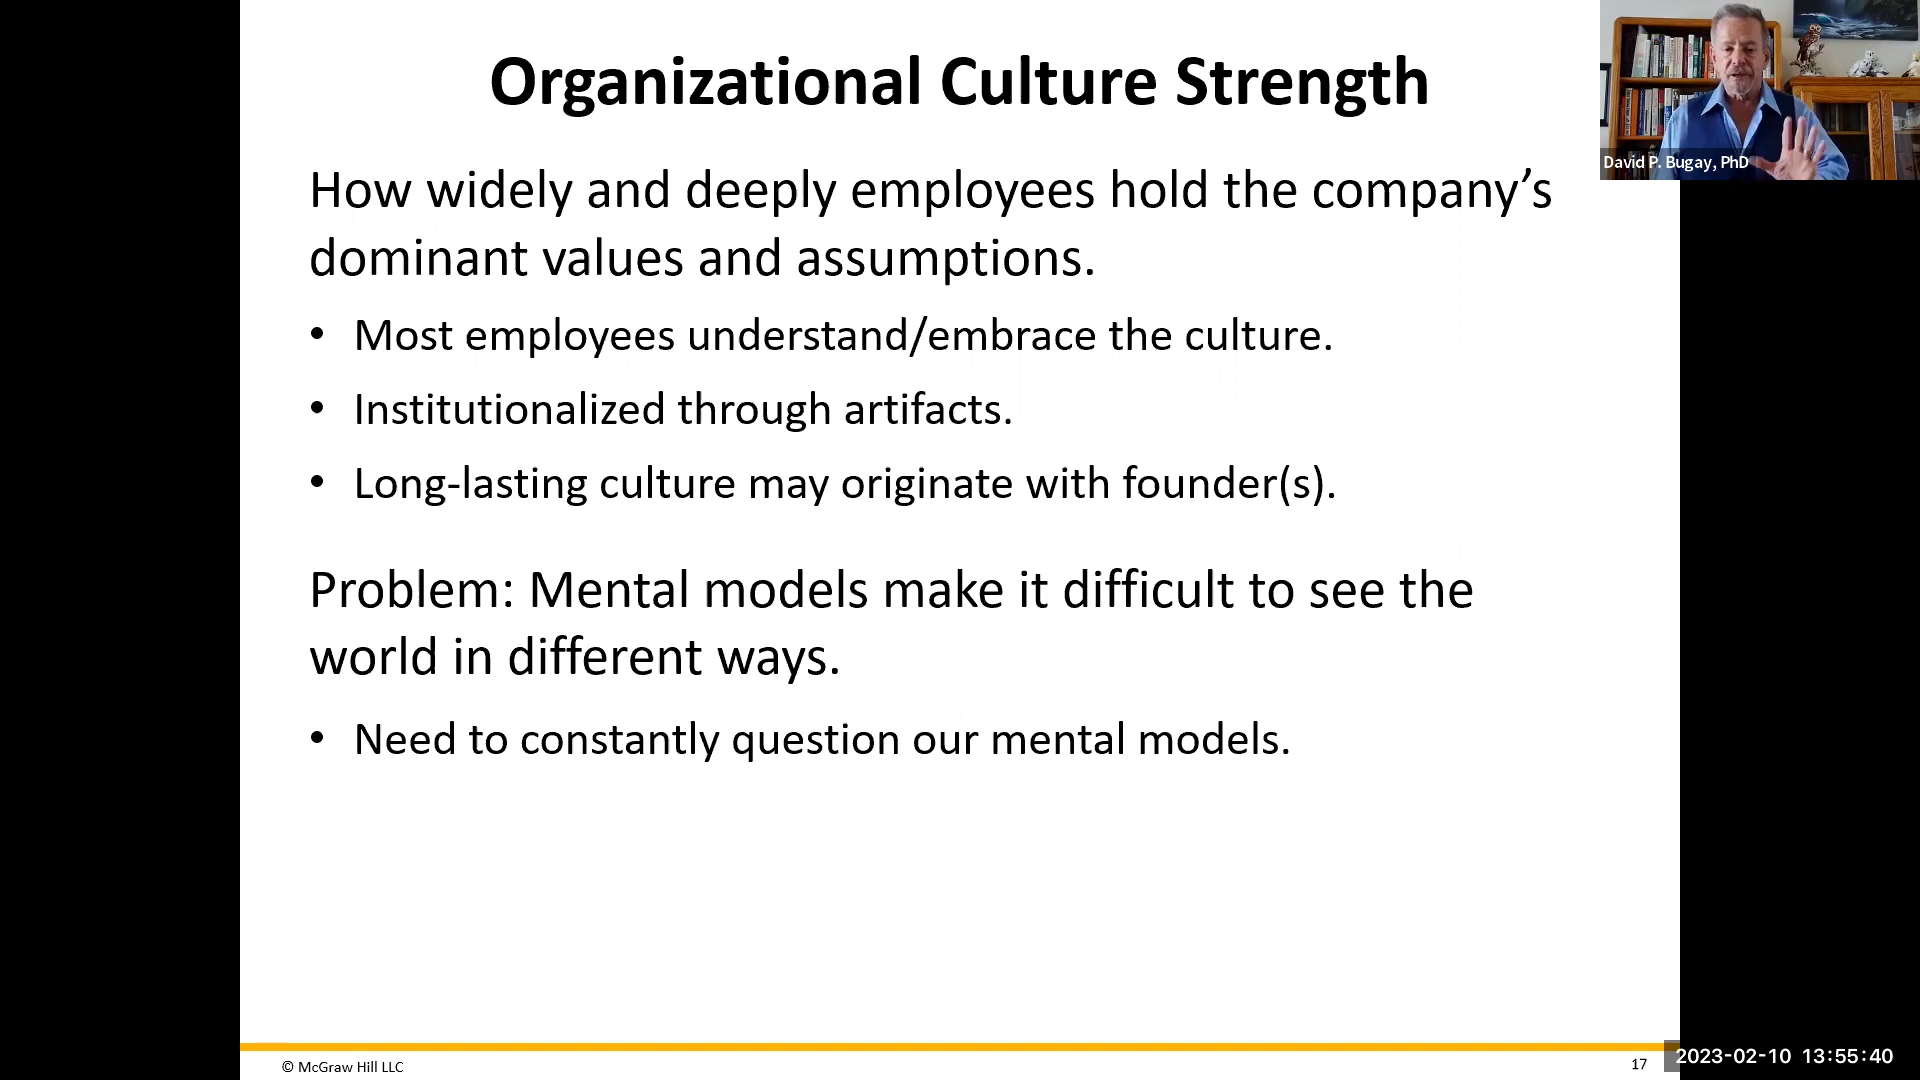 Organizational Culture Strength
David P. Bugay, PhD
How widely and deeply employees hold the company’s
dominant values and assumptions.
• Most employees understand/embrace the culture.
• Institutionalized through artifacts.
• Long-lasting culture may originate with founder(s).
Problem: Mental models make it difficult to see the
world in different ways.
• Need to constantly question our mental models.
© McGraw Hill LLC
17
2023-02-10 13:55:40